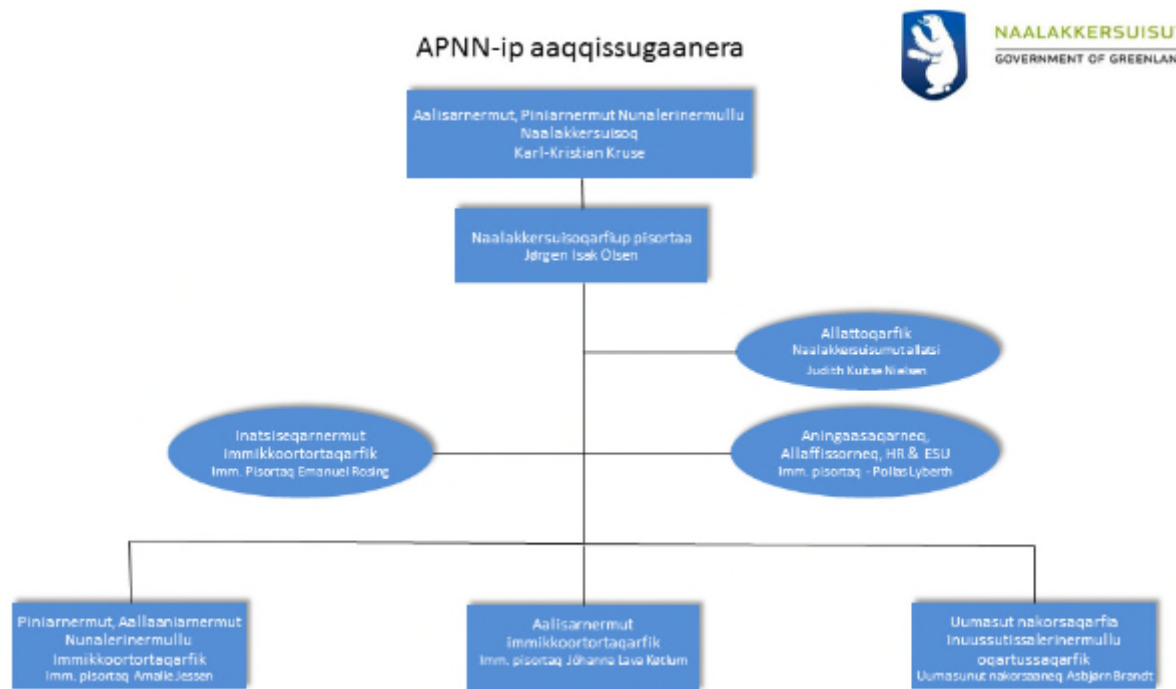 APNN-ip aaqqissugaanera
NAALAKKERSUISU
GOVERNMENT OF GREENLAN
Aalisarnermut, Piniarnermut Nunalerinermullu
Naalakkersuisoq
Karl-Kristian Kruse
Naalakkersuisoqarfiup pisortaa
Jørgen Isak Olsen
Allattoqarfik
Naalakkersuisumut allatsi
Judith Kuitse Nielsen
Inatsiseqarnermut
immikkoortortaqarfik
Imm. Pisortaq Emanuel Rosing
Aningaasaqarneq,
Allaffissorneq, HR & ESU
Imm. pisortaq - Pollas Lyberth
Piniarnermut, Aallaaniarnermut
Nunalerinermullu
Immikkoortortaqarfik
Imm. pisortaq Amalie Jessen
Aalisarnermut
immikkoortortaqarfik
Imm. pisortaq Jóhanna Lava Køtlum
Uumasut nakorsaqarfia
Inuussutissalerinermullu
oqartussaqarfik
Uumasunut nakorsaaneq Asbjørn Brandt